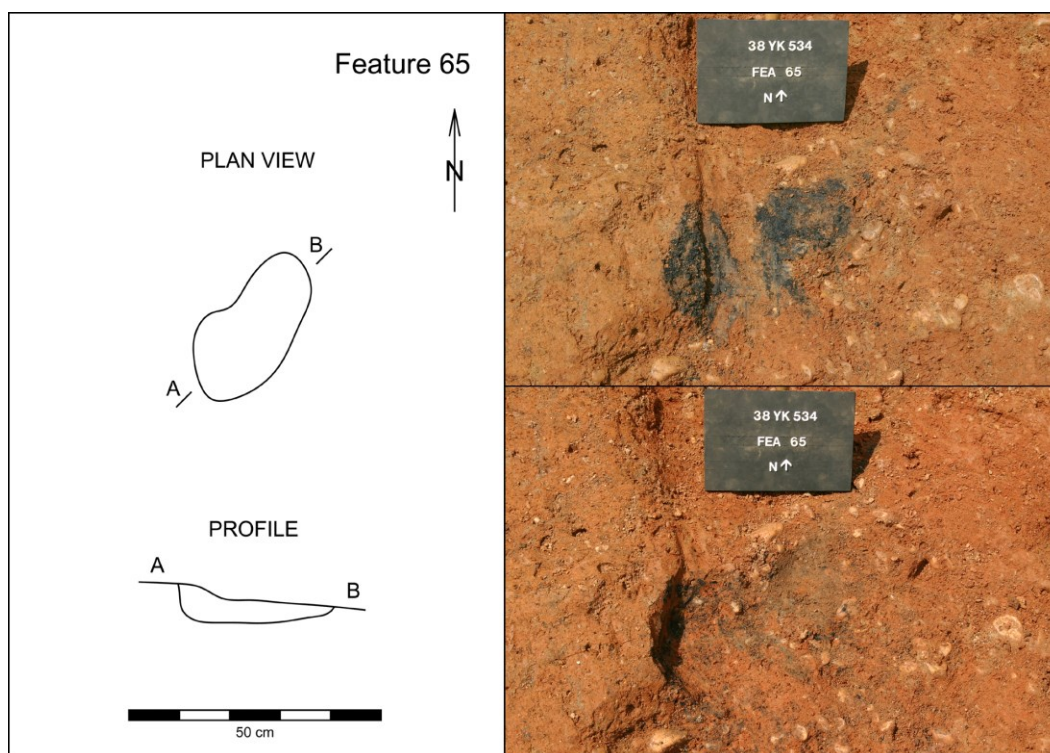 Feature 65
N
PLAN VIEW
B
A
PROFILE
A
B
50 cm
38 YK 534
FEA 65
N↑
38 YK 534
FEA 65
N↑